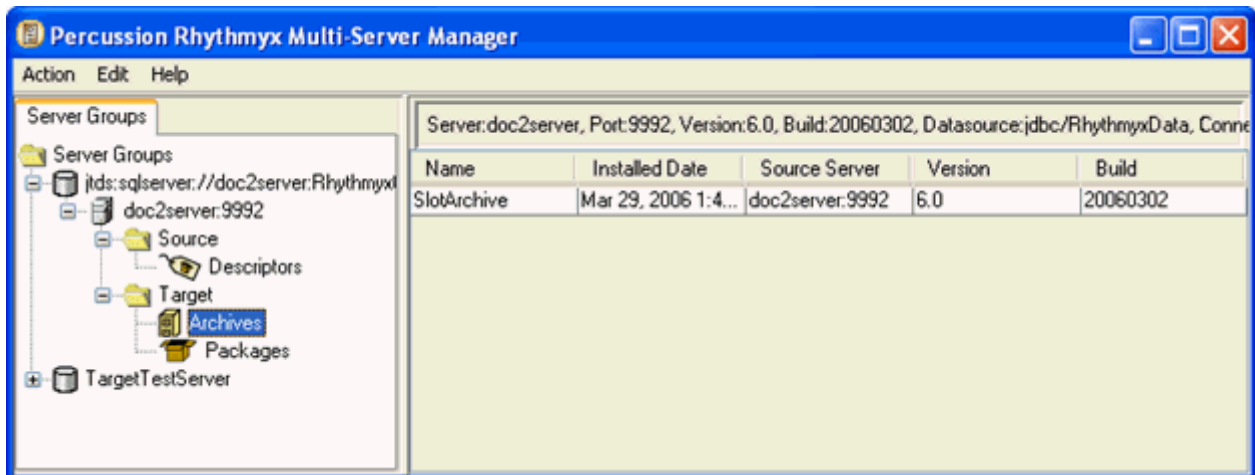 Percussion Rhythmyx Multi-Server Manager
Action Edit Help
Server Groups
Server Groups
jtds:sqlserver://doc2server:Rhythmyx
doc2server:9992
Source
Descriptors
Target
Archives
Packages
TargetTestServer
Server:doc2server, Port:9992, Version:6.0, Build:20060302, Datasource:jdbc/RhythmyxData, Conne
Name Installed Date Source Server Version Build
SlotArchive Mar 29, 2006 1:4... doc2server:9992 6.0 20060302